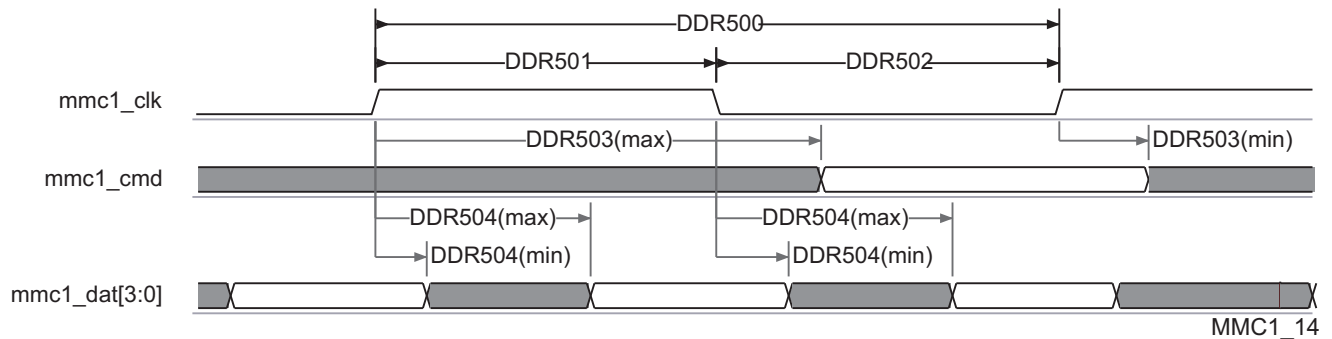 DDR500
DDR501 DDR502
mmc1_clk
DDR503(max) DDR503(min)
mmc1_cmd
DDR504(max) DDR504(max)
DDR504(min) DDR504(min)
mmc1_dat[3:0]
MMC1_14